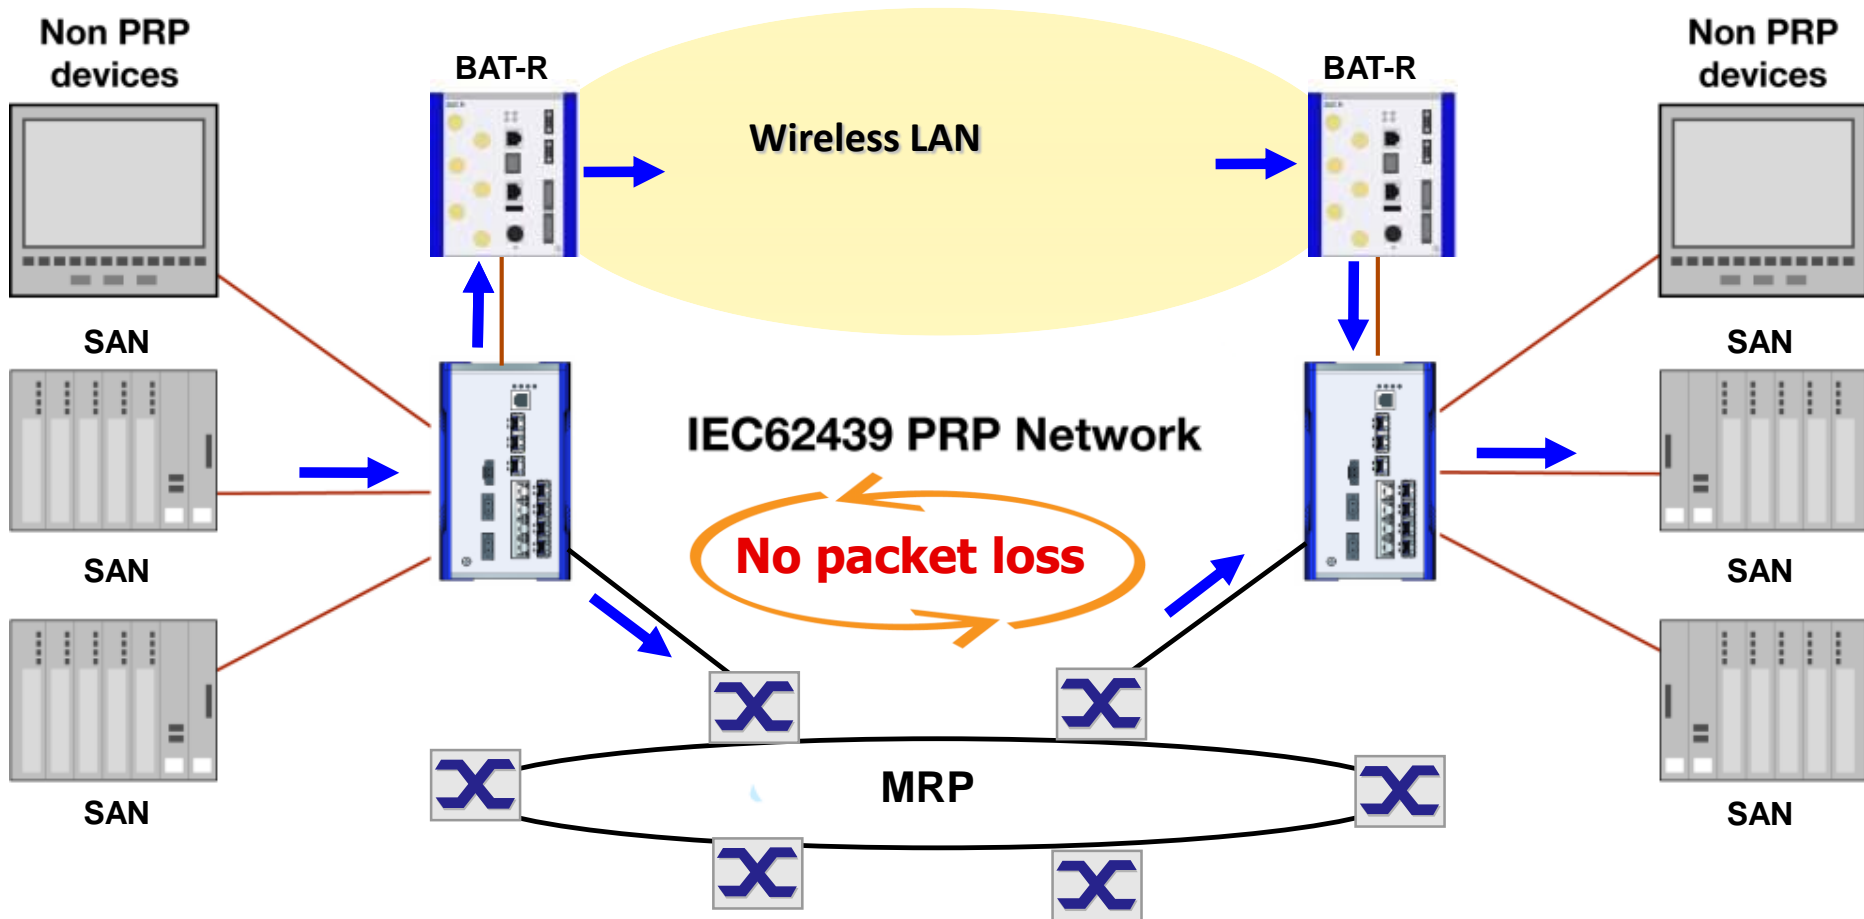 Non PRP
devices
BAT-R
BAT-R
Non PRP
devices
Wireless LAN
SAN
SAN
IEC62439 PRP Network
No packet loss
SAN
SAN
MRP
SAN
SAN